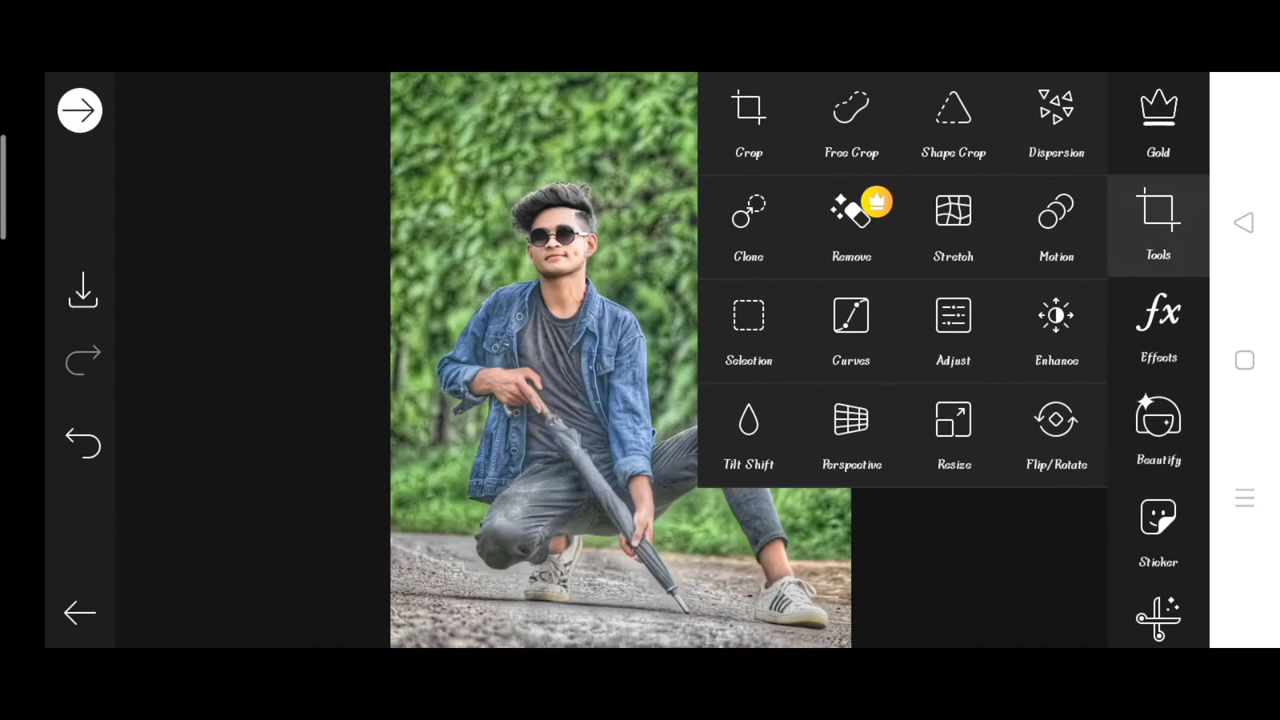 Crop Free Crop Shape Crop Dispersion Gold
Clone Remove Stretch Motion Tools
Selection Curves Adjust Enhance Effects
Tilt Shift Perspective Resize Flip/Rotate Beautify
Sticker